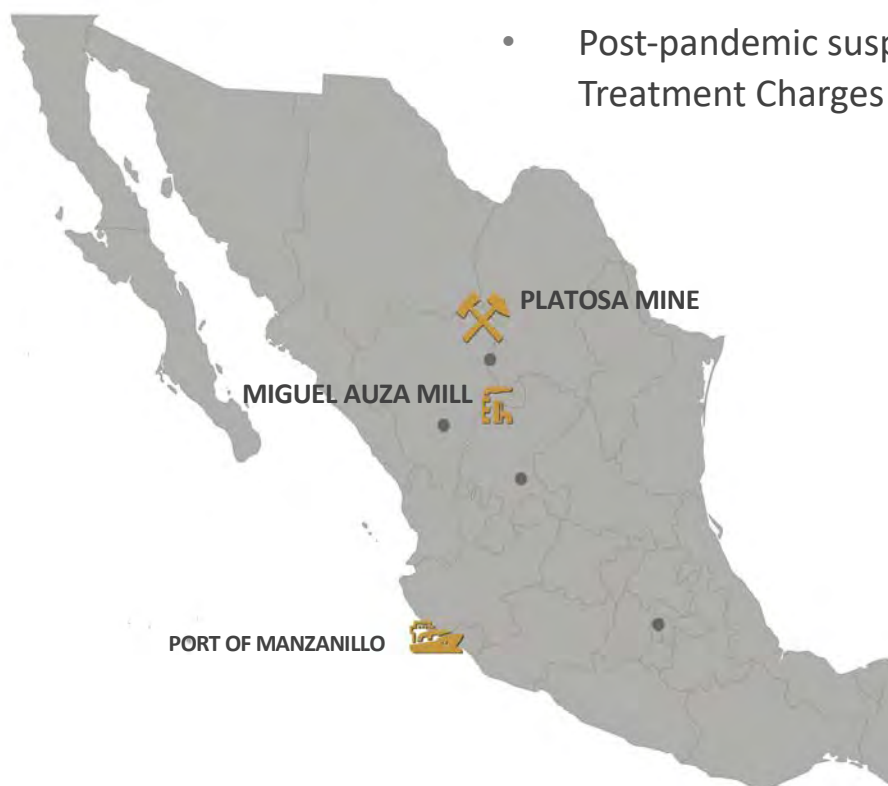 • Post-pandemic susp
Treatment Charges
PLATOSA MINE
MIGUEL AUZA MILL
PORT OF MANZANILLO